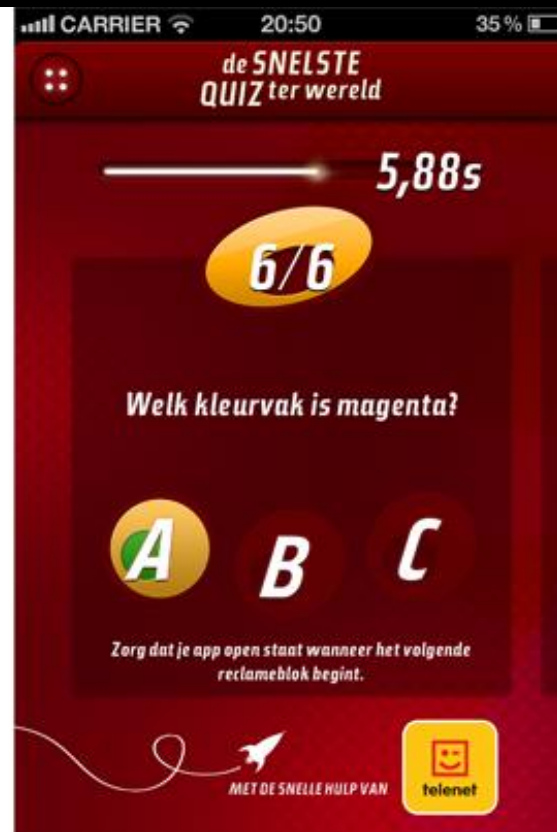 CARRIER 20:50 35 %
de SNELSTE
QUIZ ter wereld
5,88s
6/6
Welk kleurvak is magenta?
A B C
Zorg dat je app open staat wanneer het volgende
reclameblok begint.
MET DE SNELLE HULP VAN
telenet